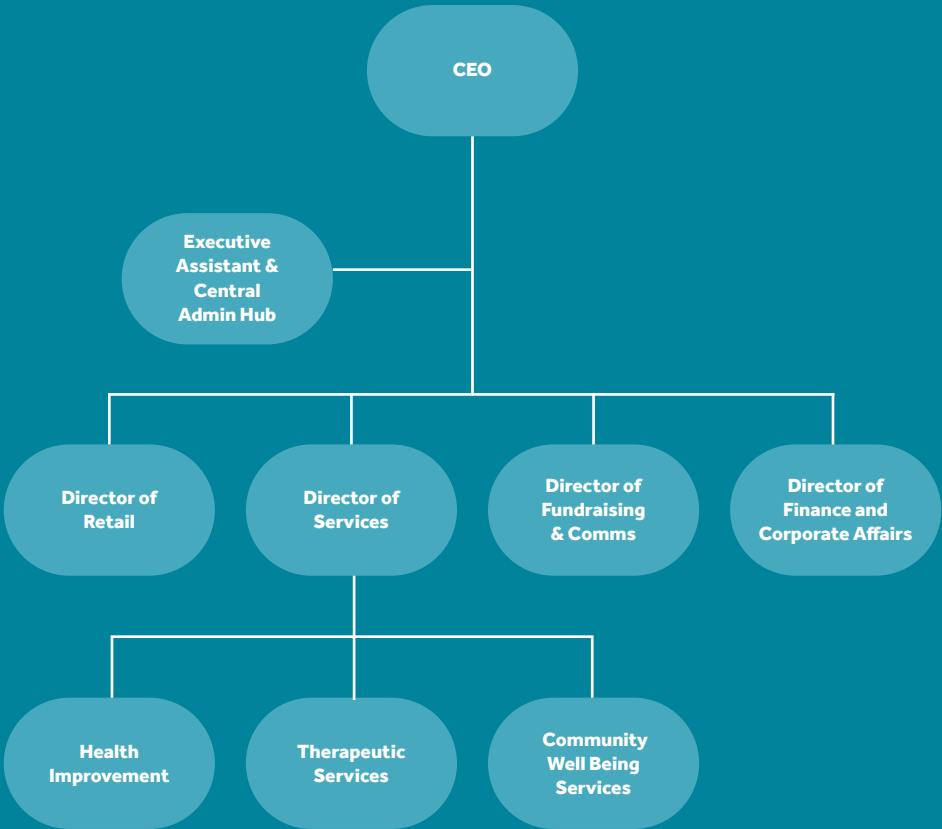 CEO
Executive
Assistant &
Central
Admin Hub
Director of
Retail
Director of
Services
Director of
Fundraising
& Comms
Director of
Finance and
Corporate Affairs
Health
Improvement
Therapeutic
Services
Community
Well Being
Services